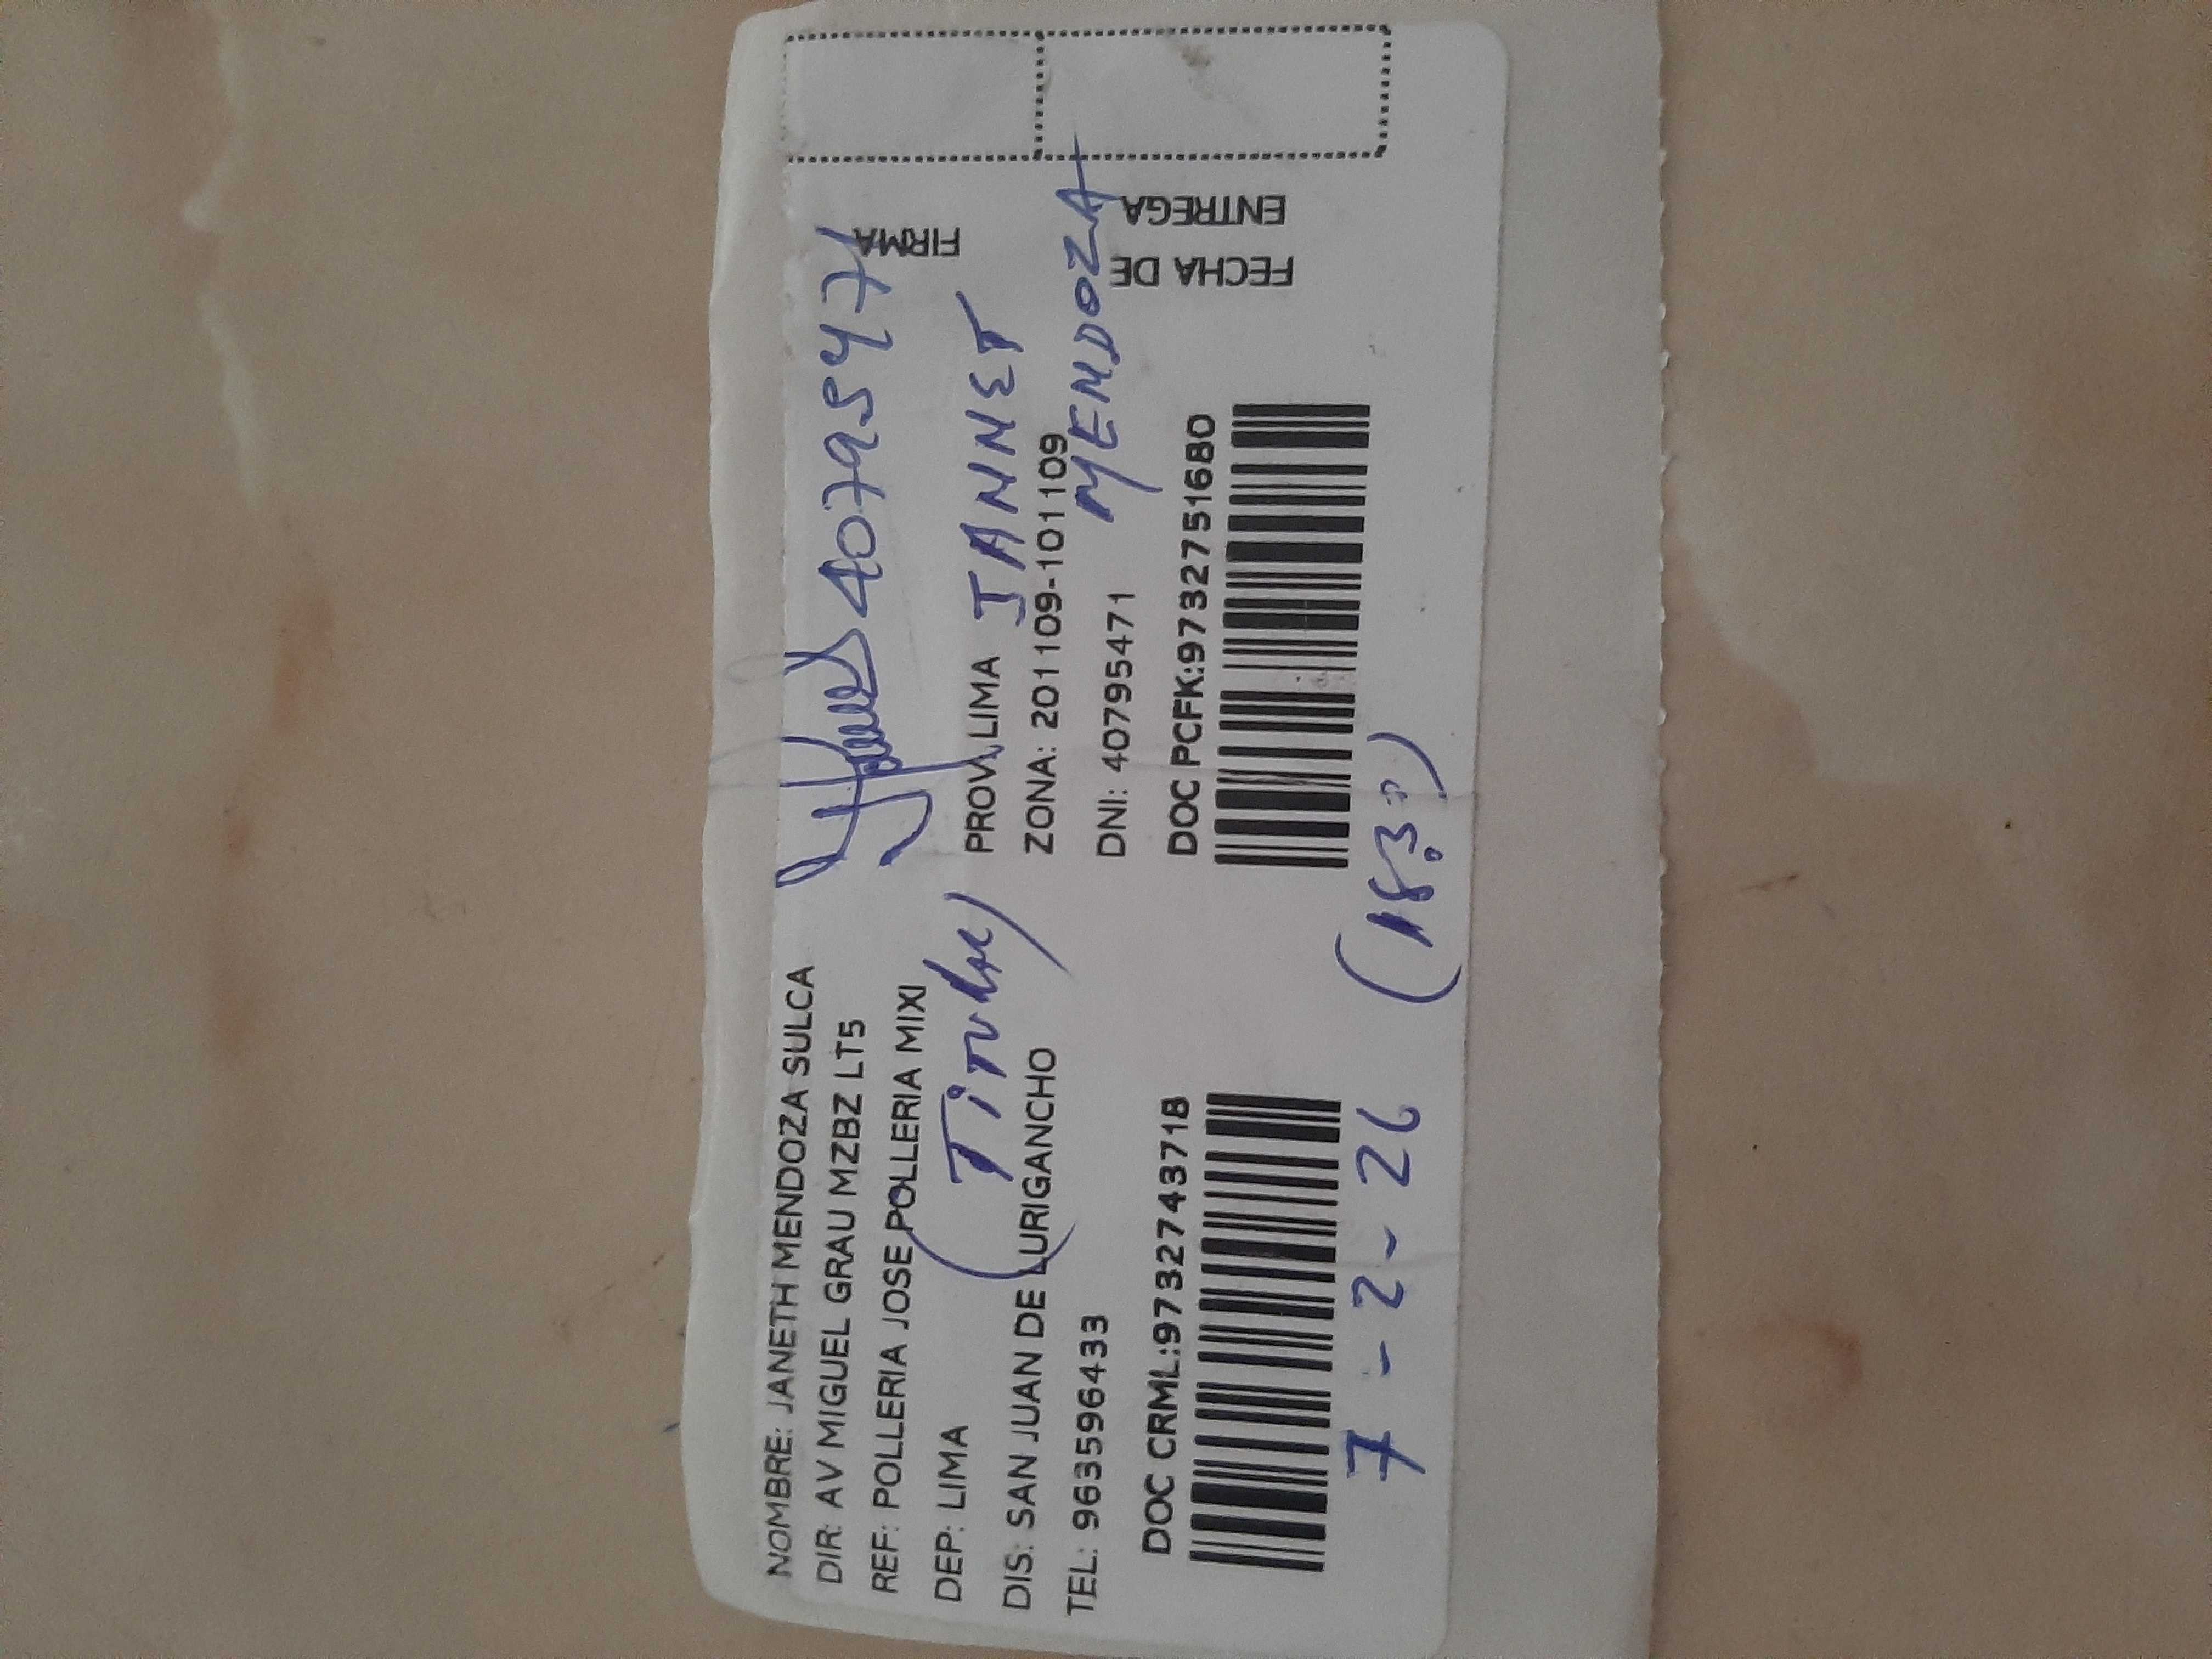 NOMBRE: JANETH MENDOZA SULCA
DIR: AV MIGUEL GRAU MZBZ LT5
REF: POLLERIA JOSE POLLERIA MIXI
40795471
DEP: LIMA
(Titular)
PROV: LIMA
JANNET
DIS: SAN JUAN DE LURIGANCHO
ZONA: 201109-101109
MENDOZA
TEL: 963596433
DNI: 40795471
DOC CRML:973274371B
DOC PCFK:9732751680
7-2-26
FIRMA
FECHA DE
ENTREGA